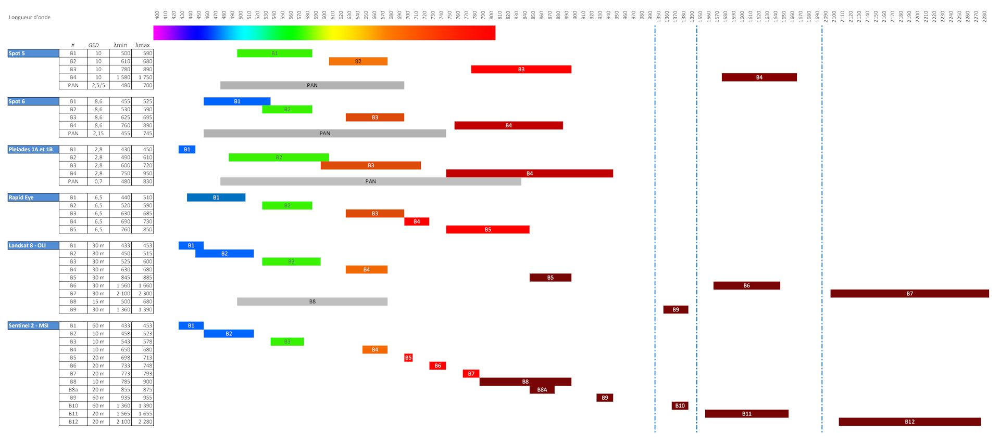 Longueur d'onde 400 410 420 430 440 450 460 470 480 490 500 510 520 530 540 550 560 570 580 590 600 610 620 630 640 650 660 670 680 690 700 710 720 730 740 750 760 770 780 790 800 810 820 830 840 850 860 870 880 890 900 910 920 930 940 950 960 970 980 990 1350 1360 1370 1380 1390 1550 1560 1570 1580 1590 1600 1610 1620 1630 1640 1650 1660 1670 1680 1690 2090 2100 2110 2120 2130 2140 2150 2160 2170 2180 2190 2200 2210 2220 2230 2240 2250 2260 2270 2280
# GSD λmin λmax
Spot 5 B1 10 500 590 B1
B2 10 610 680 B2
B3 10 780 890 B3
B4 10 1 580 1 750 B4
PAN 2,5/5 480 700 PAN
Spot 6 B1 8,6 455 525 B1
B2 8,6 530 590 B2
B3 8,6 625 695 B3
B4 8,6 760 890 B4
PAN 2,15 455 745 PAN
Pleiades 1A et 1B B1 2,8 430 450 B1
B2 2,8 490 610 B2
B3 2,8 600 720 B3
B4 2,8 750 950 B4
PAN 0,7 480 830 PAN
Rapid Eye B1 6,5 440 510 B1
B2 6,5 520 590 B2
B3 6,5 630 685 B3
B4 6,5 690 730 B4
B5 6,5 760 850 B5
Landsat 8 - OLI B1 30 m 433 453 B1
B2 30 m 450 515 B2
B3 30 m 525 600 B3
B4 30 m 630 680 B4
B5 30 m 845 885 B5
B6 30 m 1 560 1 660 B6
B7 30 m 2 100 2 300 B7
B8 15 m 500 680 B8
B9 30 m 1 360 1 390 B9
Sentinel 2 - MSI B1 60 m 433 453 B1
B2 10 m 458 523 B2
B3 10 m 543 578 B3
B4 10 m 650 680 B4
B5 20 m 698 713 B5
B6 20 m 733 748 B6
B7 20 m 773 793 B7
B8 10 m 785 900 B8
B8a 20 m 855 875 B8A
B9 60 m 935 955 B9
B10 60 m 1 360 1 390 B10
B11 20 m 1 565 1 655 B11
B12 20 m 2 100 2 280 B12